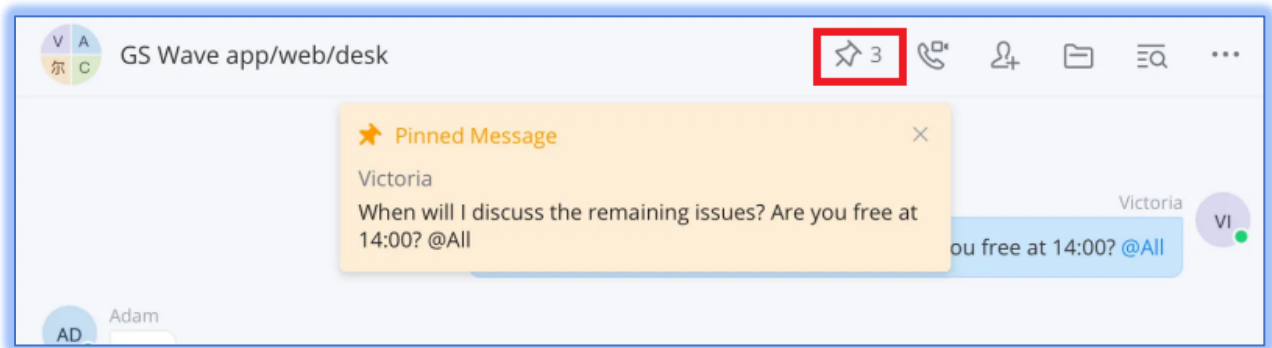 V A
尔 C
GS Wave app/web/desk
3
Pinned Message
Victoria
When will I discuss the remaining issues? Are you free at
14:00? @All
Victoria
VI
ou free at 14:00? @All
Adam
AD